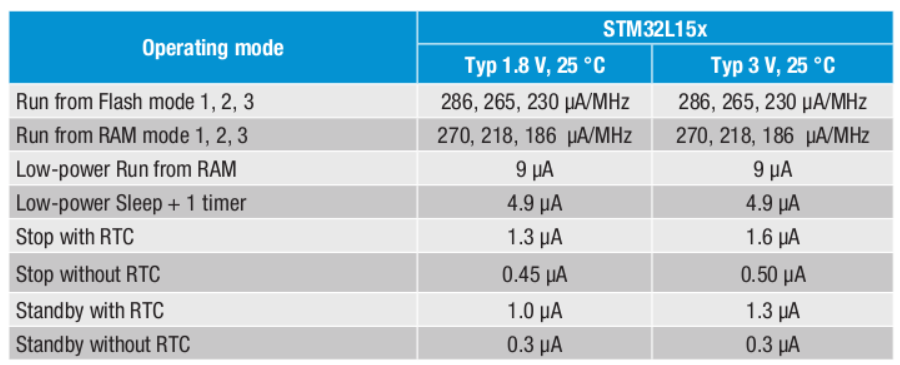 Operating mode STM32L15x
Typ 1.8 V, 25 °C Typ 3 V, 25 °C
Run from Flash mode 1, 2, 3 286, 265, 230 µA/MHz 286, 265, 230 µA/MHz
Run from RAM mode 1, 2, 3 270, 218, 186 µA/MHz 270, 218, 186 µA/MHz
Low-power Run from RAM 9 µA 9 µA
Low-power Sleep + 1 timer 4.9 µA 4.9 µA
Stop with RTC 1.3 µA 1.6 µA
Stop without RTC 0.45 µA 0.50 µA
Standby with RTC 1.0 µA 1.3 µA
Standby without RTC 0.3 µA 0.3 µA